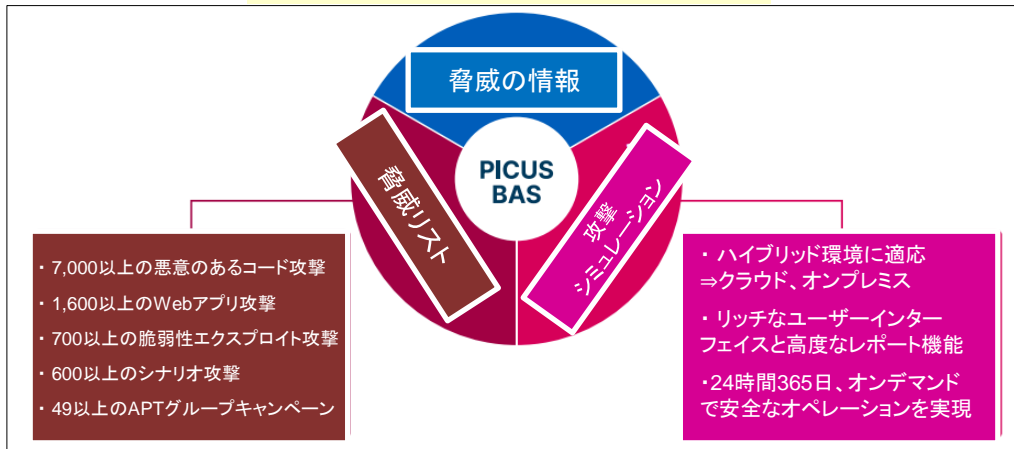 脅威の情報
PICUS
BAS
脅威リスト
攻撃
シミュレーション
・ 7,000以上の悪意のあるコード攻撃
・ 1,600以上のWebアプリ攻撃
・ 700以上の脆弱性エクスプロイト攻撃
・ 600以上のシナリオ攻撃
・ 49以上のAPTグループキャンペーン
・ ハイブリッド環境に適応
⇒クラウド、オンプレミス
・ リッチなユーザーインター
フェイスと高度なレポート機能
・24時間365日、オンデマンド
で安全なオペレーションを実現